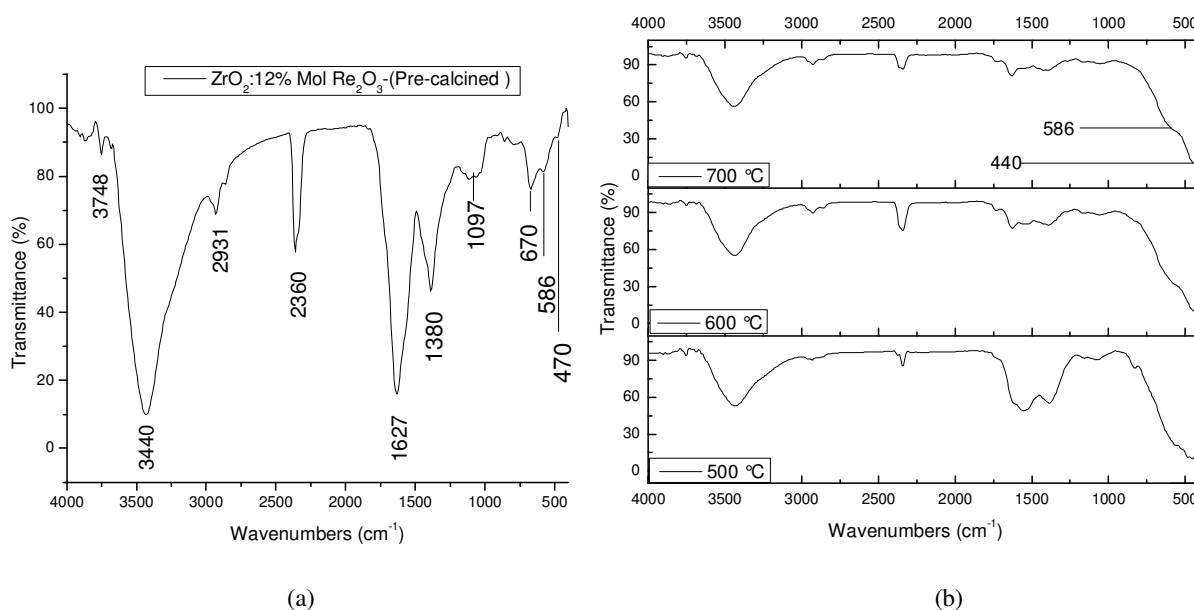 ZrO2:12% Mol Re2O3-(Pre-calcined )
Transmittance (%)
100
80
60
40
20
0
3748
3440
2931
2360
1627
1380
1097
670
586
470
4000 3500 3000 2500 2000 1500 1000 500
Wavenumbers (cm-1)
(a)
4000 3500 3000 2500 2000 1500 1000 500
Transmittance (%)
90
60
30
0
586
440
700 °C
90
60
30
0
600 °C
90
60
30
0
500 °C
4000 3500 3000 2500 2000 1500 1000 500
Wavenumbers (cm-1)
(b)